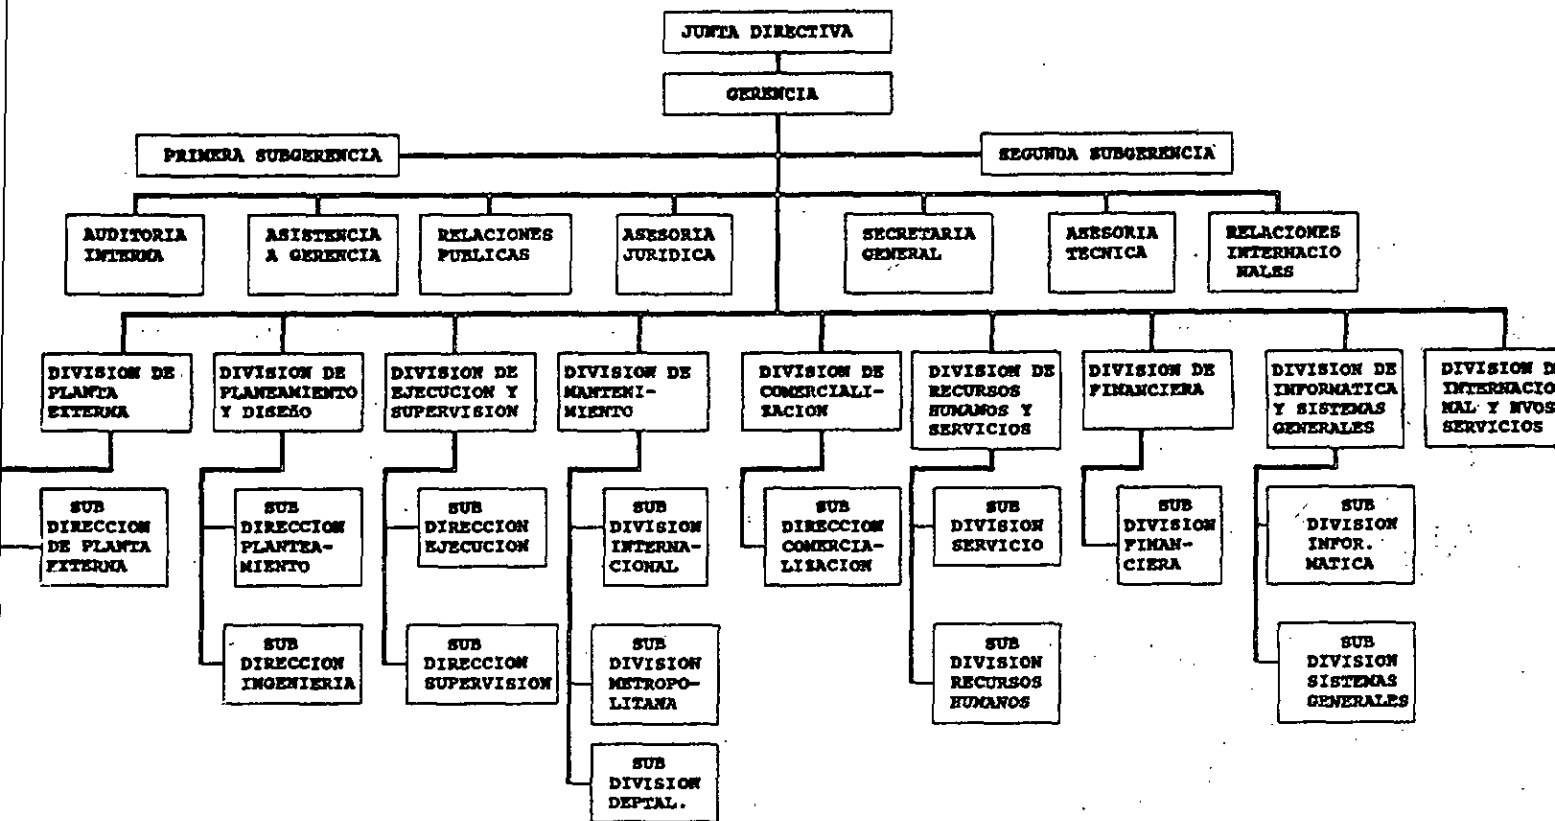 JUNTA DIRECTIVA
GERENCIA
PRIMERA SUBGERENCIA
SEGUNDA SUBGERENCIA
AUDITORIA
INTERNA
ASISTENCIA
A GERENCIA
RELACIONES
PUBLICAS
ASESORIA
JURIDICA
SECRETARIA
GENERAL
ASESORIA
TECNICA
RELACIONES
INTERNACIO
NALES
DIVISION DE
PLANTA
EXTERNA
DIVISION DE
PLANEAMIENTO
Y DISEÑO
DIVISION DE
EJECUCION Y
SUPERVISION
DIVISION DE
MANTENI-
MIENTO
DIVISION DE
COMERCIALI-
ZACION
DIVISION DE
RECURSOS
HUMANOS Y
SERVICIOS
DIVISION DE
FINANCIERA
DIVISION DE
INFORMATICA
Y SISTEMAS
GENERALES
DIVISION DE
INTERNACIO
NAL Y NVOS
SERVICIOS
SUB
DIRECCION
DE PLANTA
EXTERNA
SUB
DIRECCION
PLANTEA-
MIENTO
SUB
DIRECCION
EJECUCION
SUB
DIVISION
INTERNA-
CIONAL
SUB
DIRECCION
COMERCIA-
LIZACION
SUB
DIVISION
SERVICIO
SUB
DIVISION
FINAN-
CIERA
SUB
DIVISION
INFOR.
MATICA
SUB
DIRECCION
INGENIERIA
SUB
DIRECCION
SUPERVISION
SUB
DIVISION
METROPO-
LITANA
SUB
DIVISION
RECURSOS
HUMANOS
SUB
DIVISION
SISTEMAS
GENERALES
SUB
DIVISION
DEPTAL.